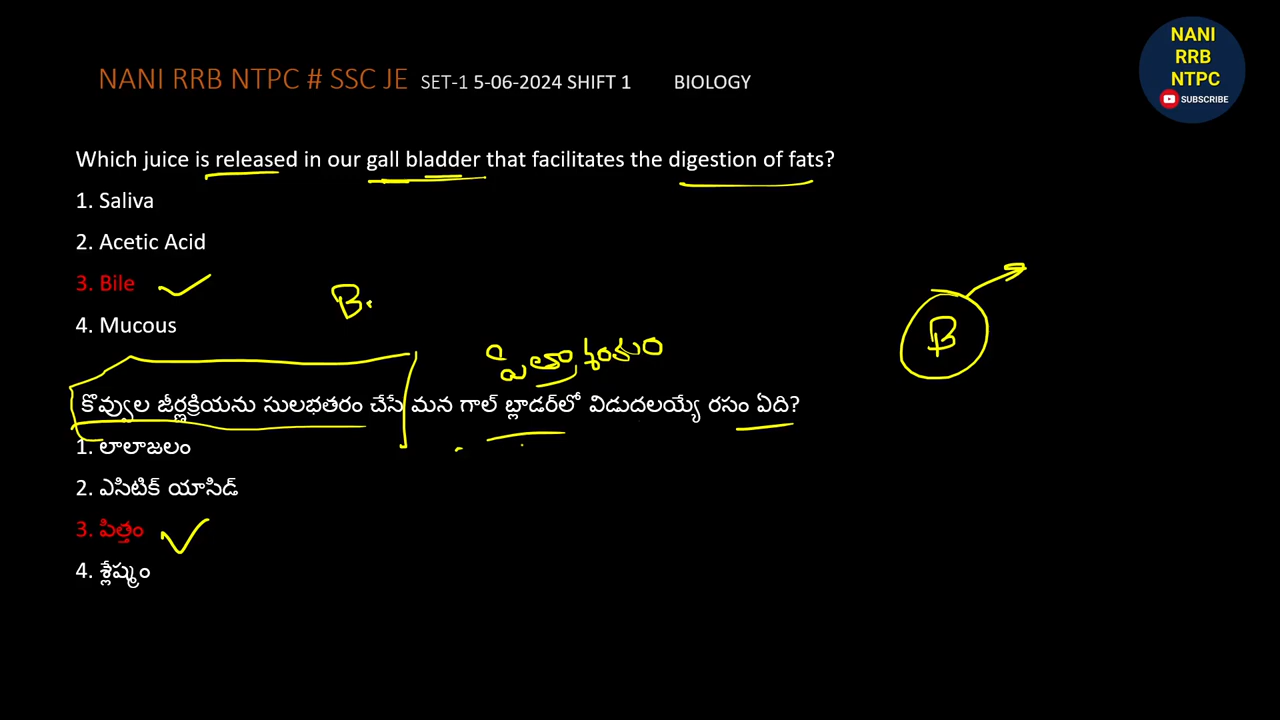 NANI RRB NTPC # SSC JE SET-1 5-06-2024 SHIFT 1 BIOLOGY
NANI
RRB
NTPC
SUBSCRIBE
Which juice is released in our gall bladder that facilitates the digestion of fats?
1. Saliva
2. Acetic Acid
3. Bile
B.
4. Mucous
B
కొవ్వుల జీర్ణక్రియను సులభతరం చేసే మన గాల్ బ్లాడర్‌లో విడుదలయ్యే రసం ఏది?
1. లాలాజలం
2. ఎసిటిక్ యాసిడ్
3. పిత్తం
4. శ్లేష్మం